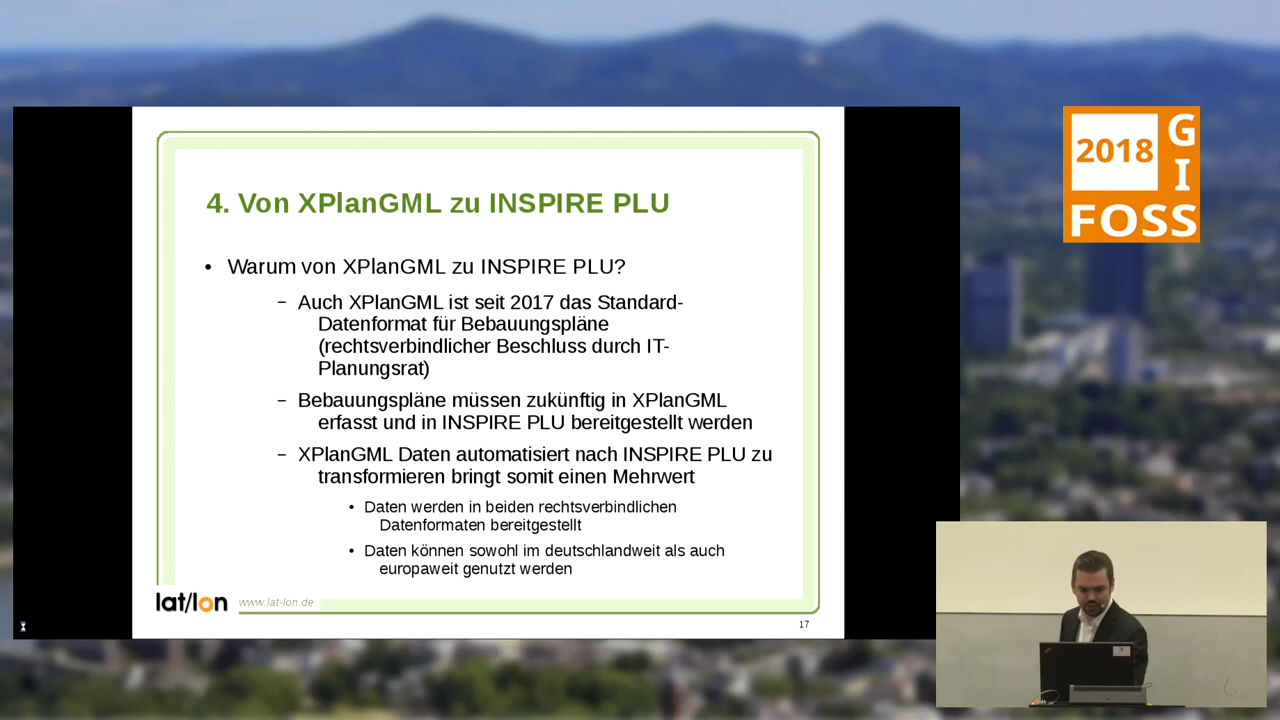 4. Von XPlanGML zu INSPIRE PLU
• Warum von XPlanGML zu INSPIRE PLU?
– Auch XPlanGML ist seit 2017 das Standard-
Datenformat für Bebauungspläne
(rechtsverbindlicher Beschluss durch IT-
Planungsrat)
– Bebauungspläne müssen zukünftig in XPlanGML
erfasst und in INSPIRE PLU bereitgestellt werden
– XPlanGML Daten automatisiert nach INSPIRE PLU zu
transformieren bringt somit einen Mehrwert
• Daten werden in beiden rechtsverbindlichen
Datenformaten bereitgestellt
• Daten können sowohl im deutschlandweit als auch
europaweit genutzt werden
lat/lon www.lat-lon.de
17
2018
G
I
FOSS